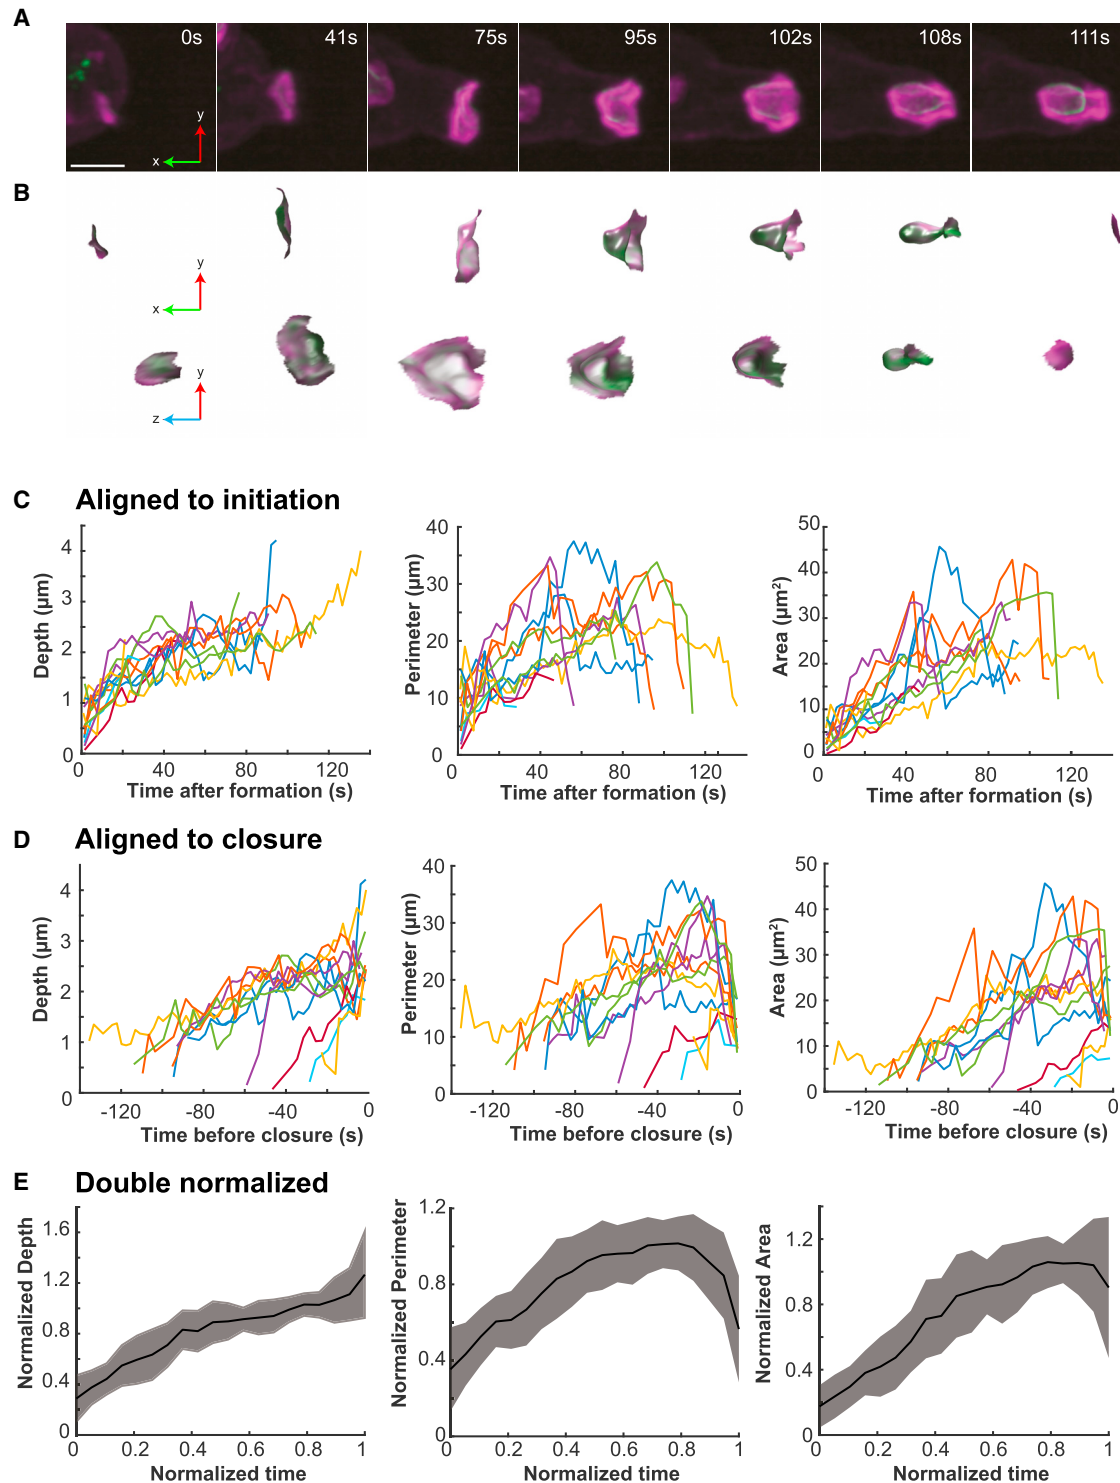 A
0s 41s 75s 95s 102s 108s 111s
y
x
B
y
x
y
z
C Aligned to initiation
Depth (µm)
4
3
2
1
0
0 40 80 120
Time after formation (s)
Perimeter (µm)
40
30
20
10
0
0 40 80 120
Time after formation (s)
Area (µm²)
50
40
30
20
10
0
0 40 80 120
Time after formation (s)
D Aligned to closure
Depth (µm)
4
3
2
1
0
-120 -80 -40 0
Time before closure (s)
Perimeter (µm)
40
30
20
10
0
-120 -80 -40 0
Time before closure (s)
Area (µm²)
50
40
30
20
10
0
-120 -80 -40 0
Time before closure (s)
E Double normalized
Normalized Depth
1.6
1.2
0.8
0.4
0
0 0.2 0.4 0.6 0.8 1
Normalized time
Normalized Perimeter
1.2
0.8
0.4
0
0 0.2 0.4 0.6 0.8 1
Normalized time
Normalized Area
1.2
0.8
0.4
0
0 0.2 0.4 0.6 0.8 1
Normalized time